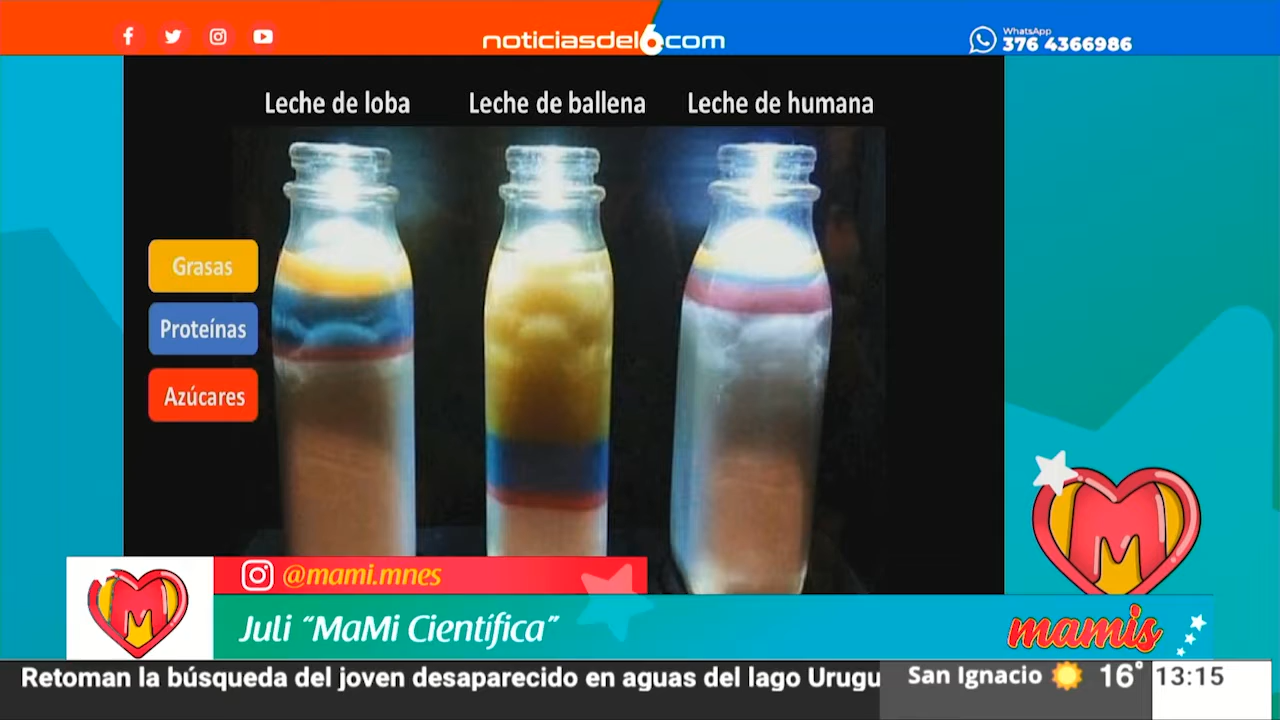 noticiasdel6.com
WhatsApp
376 4366986
Leche de loba
Leche de ballena
Leche de humana
Grasas
Proteínas
Azúcares
@mami.mnes
Juli “MaMi Científica”
M
M
mamis
Retoman la búsqueda del joven desaparecido en aguas del lago Urugu
San Ignacio 16° 13:15